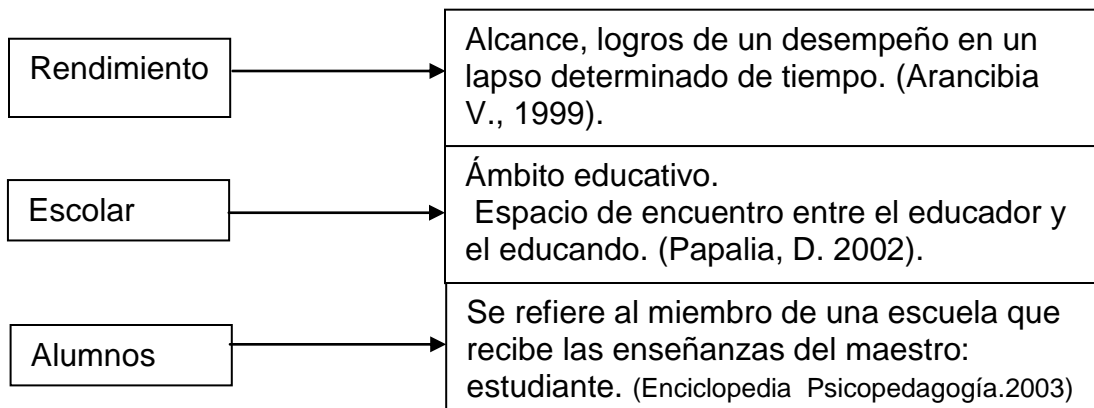 Rendimiento
Alcance, logros de un desempeño en un
lapso determinado de tiempo. (Arancibia
V., 1999).
Escolar
Ámbito educativo.
Espacio de encuentro entre el educador y
el educando. (Papalia, D. 2002).
Alumnos
Se refiere al miembro de una escuela que
recibe las enseñanzas del maestro:
estudiante. (Enciclopedia Psicopedagogía.2003)